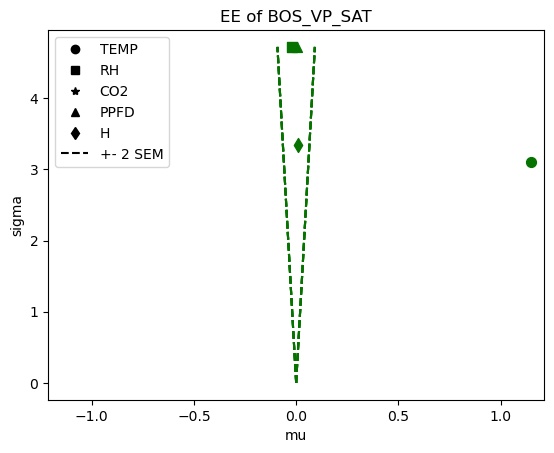 EE of BOS_VP_SAT
TEMP
RH
CO2
PPFD
H
+- 2 SEM
sigma
4
3
2
1
0
−1.0
−0.5
0.0
0.5
1.0
mu